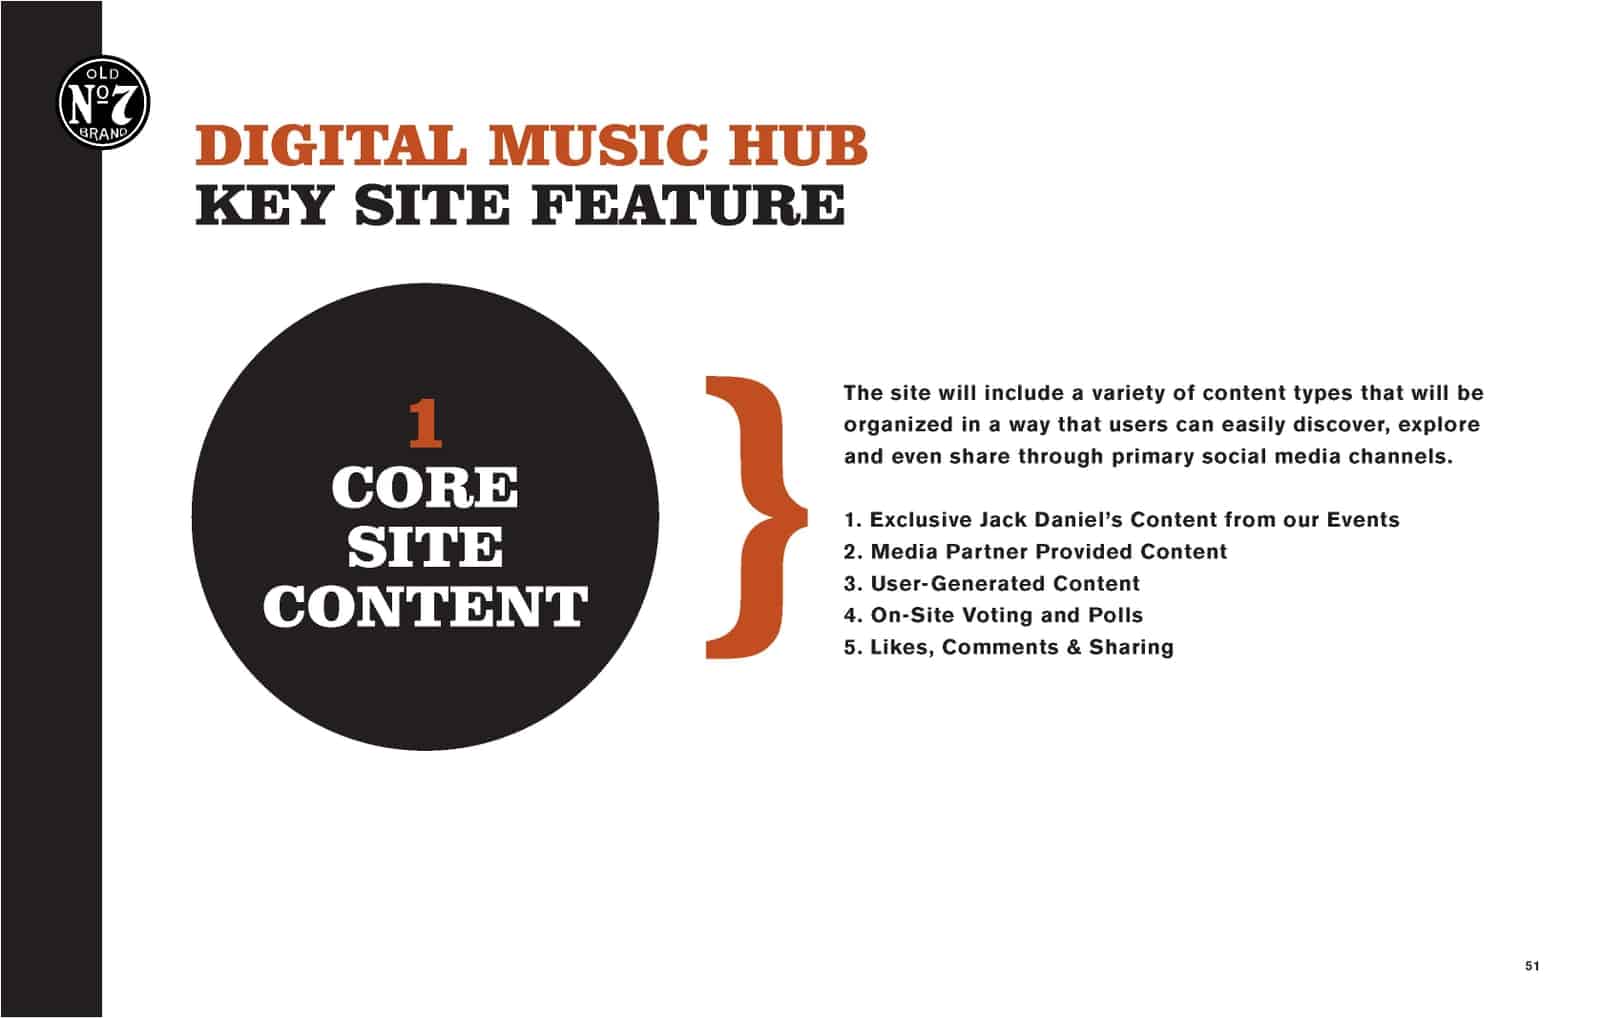 OLD
Nº7
BRAND
DIGITAL MUSIC HUB
KEY SITE FEATURE
1
CORE
SITE
CONTENT
The site will include a variety of content types that will be
organized in a way that users can easily discover, explore
and even share through primary social media channels.
1. Exclusive Jack Daniel’s Content from our Events
2. Media Partner Provided Content
3. User-Generated Content
4. On-Site Voting and Polls
5. Likes, Comments & Sharing
51